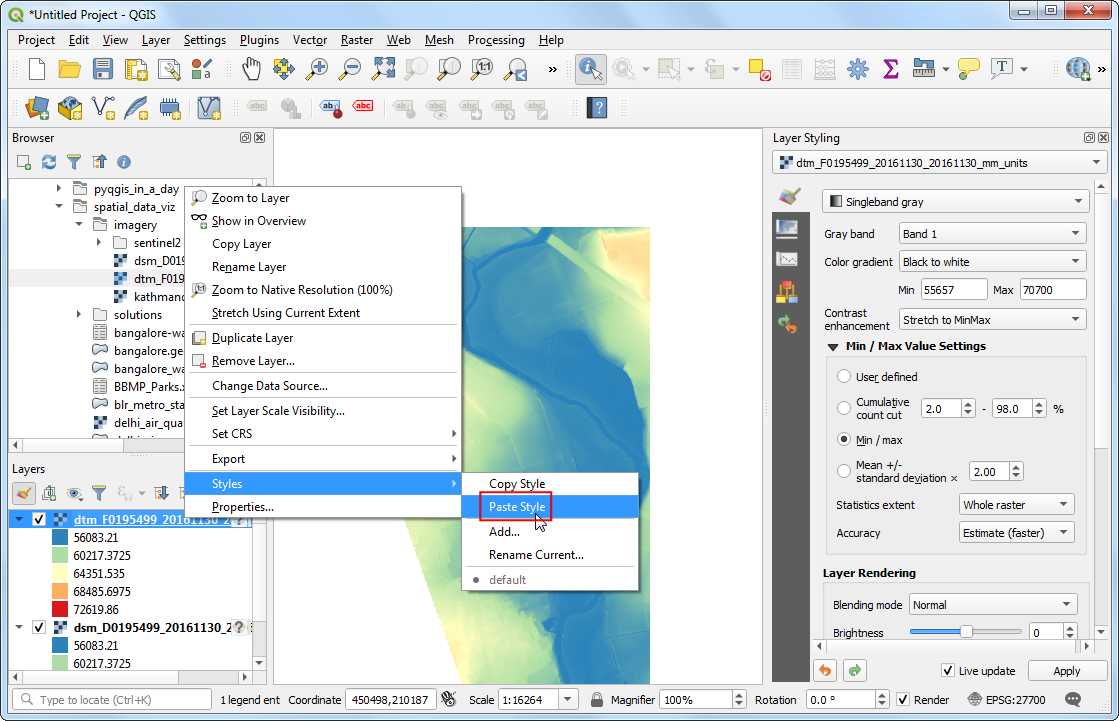 *Untitled Project - QGIS
Project Edit View Layer Settings Plugins Vector Raster Web Mesh Processing Help
Browser
pyqgis_in_a_day
spatial_data_viz
imagery
sentinel2
dsm_D019
dtm_F019
kathmand
solutions
bangalore-wa
bangalore.ge
bangalore_wa
BBMP_Parks.x
blr_metro_sta
delhi_air_qua
Zoom to Layer
Show in Overview
Copy Layer
Rename Layer
Zoom to Native Resolution (100%)
Stretch Using Current Extent
Duplicate Layer
Remove Layer...
Change Data Source...
Set Layer Scale Visibility...
Set CRS
Export
Styles
Properties...
Copy Style
Paste Style
Add...
Rename Current...
default
Layers
dtm_F0195499_20161130_2
56083.21
60217.3725
64351.535
68485.6975
72619.86
dsm_D0195499_20161130_2
56083.21
60217.3725
Layer Styling
dtm_F0195499_20161130_20161130_mm_units
Singleband gray
Gray band Band 1
Color gradient Black to white
Min 55657 Max 70700
Contrast
enhancement Stretch to MinMax
Min / Max Value Settings
User defined
Cumulative
count cut 2.0 - 98.0 %
Min / max
Mean +/-
standard deviation × 2.00
Statistics extent Whole raster
Accuracy Estimate (faster)
Layer Rendering
Blending mode Normal
Brightness 0
Live update Apply
Type to locate (Ctrl+K) 1 legend ent Coordinate 450498,210187 Scale 1:16264 Magnifier 100% Rotation 0.0 ° Render EPSG:27700